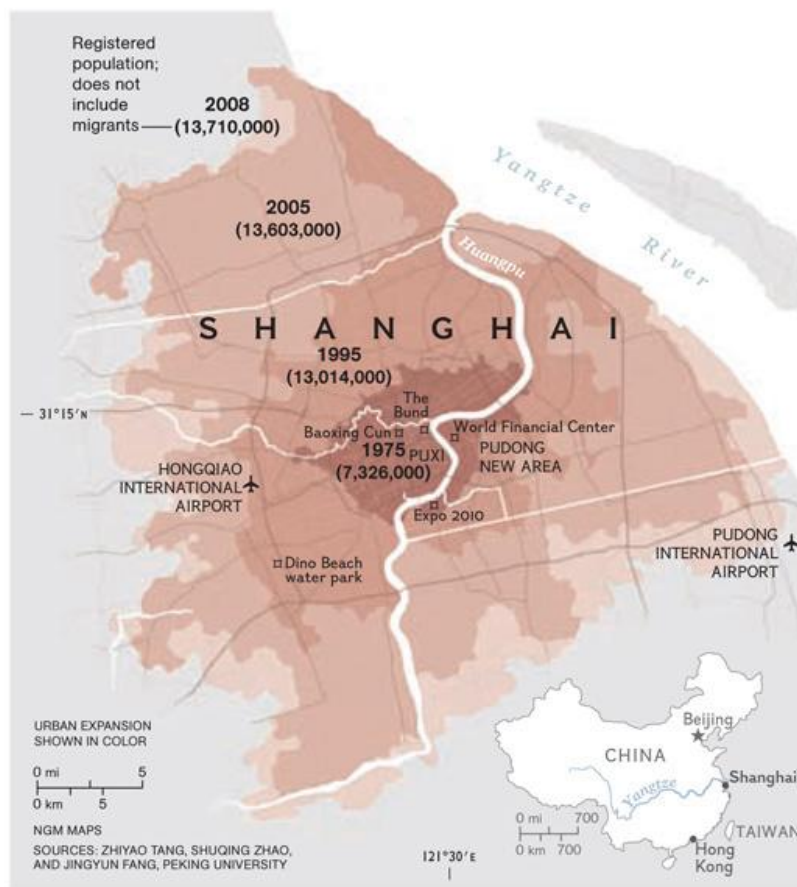 Registered
population;
does not
include
migrants
2008
(13,710,000)
2005
(13,603,000)
Yangtze
River
Huangpu
SHANGHAI
1995
(13,014,000)
The
Bund
31°15′N
Baoxing Cun
World Financial Center
1975
(7,326,000)
PUXI
PUDONG
NEW AREA
HONGQIAO
INTERNATIONAL
AIRPORT
Expo 2010
PUDONG
INTERNATIONAL
AIRPORT
Dino Beach
water park
URBAN EXPANSION
SHOWN IN COLOR
0 mi 5
0 km 5
NGM MAPS
SOURCES: ZHIYAO TANG, SHUQING ZHAO,
AND JINGYUN FANG, PEKING UNIVERSITY
121°30′E
Beijing
CHINA
Shanghai
Yangtze
0 mi 700
0 km 700
TAIWAN
Hong
Kong